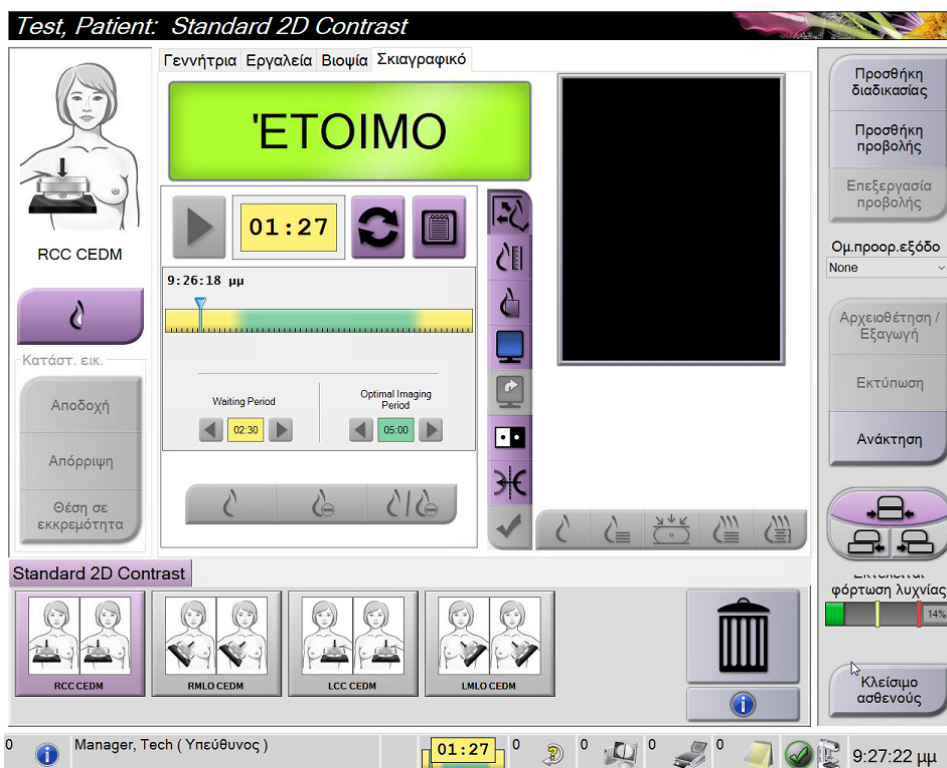 Test, Patient: Standard 2D Contrast
Γεννήτρια Εργαλεία Βιοψία Σκιαγραφικό
ΈΤΟΙΜΟ
RCC CEDM
01:27
9:26:18 μμ
Waiting Period
02:30
Optimal Imaging
Period
05:00
Κατάστ. εικ.
Αποδοχή
Απόρριψη
Θέση σε
εκκρεμότητα
Προσθήκη
διαδικασίας
Προσθήκη
προβολής
Επεξεργασία
προβολής
Ομ.προορ.εξόδο
None
Αρχειοθέτηση /
Εξαγωγή
Εκτύπωση
Ανάκτηση
φόρτωση λυχνίας
14%
Κλείσιμο
ασθενούς
Standard 2D Contrast
RCC CEDM
RMLO CEDM
LCC CEDM
LMLO CEDM
0
Manager, Tech ( Υπεύθυνος )
01:27
0
0
0
0
9:27:22 μμ